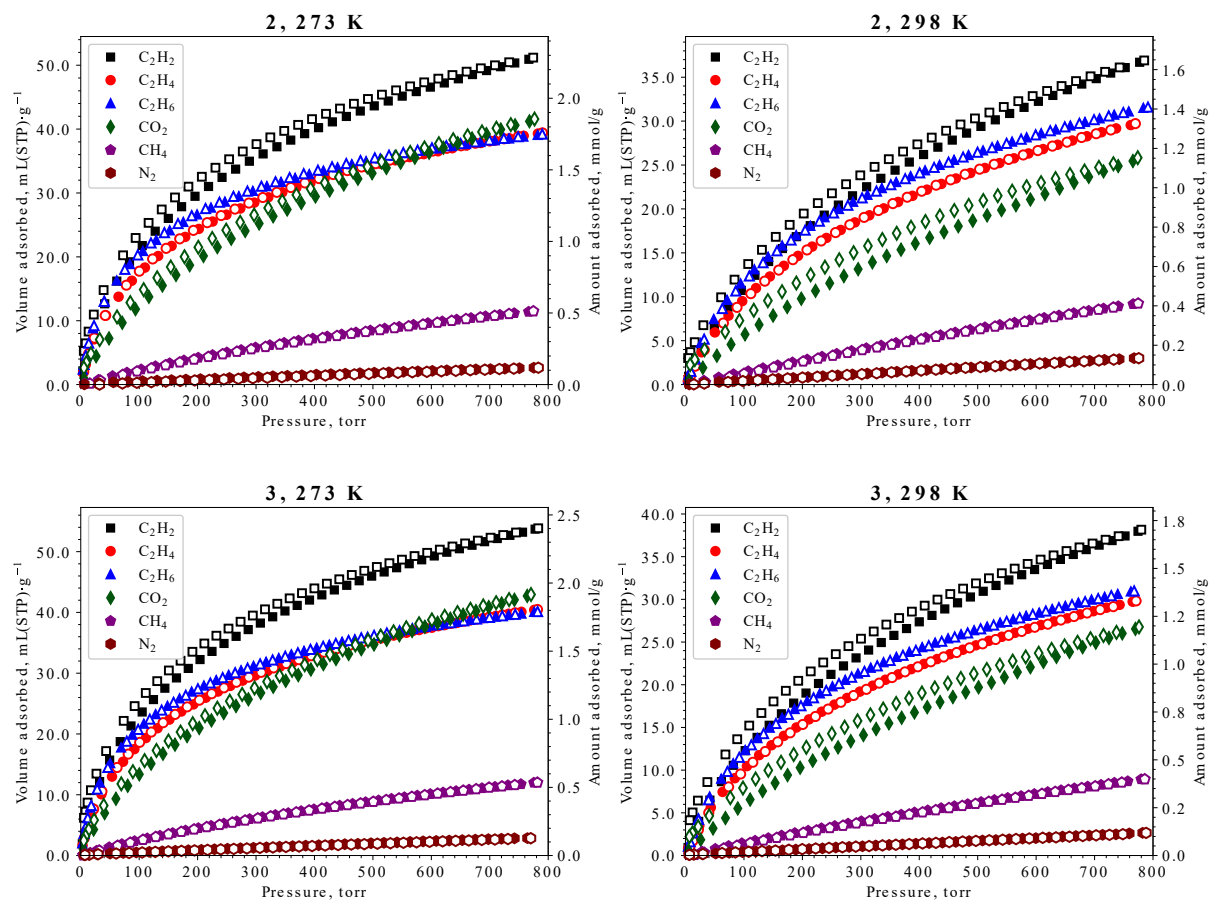 2, 273 K
Volume adsorbed, mL(STP)·g⁻¹
50.0
40.0
30.0
20.0
10.0
0.0
C₂H₂
C₂H₄
C₂H₆
CO₂
CH₄
N₂
2.0
1.5
1.0
0.5
0.0
Amount adsorbed, mmol/g
0 100 200 300 400 500 600 700 800
Pressure, torr
2, 298 K
Volume adsorbed, mL(STP)·g⁻¹
35.0
30.0
25.0
20.0
15.0
10.0
5.0
0.0
C₂H₂
C₂H₄
C₂H₆
CO₂
CH₄
N₂
1.6
1.4
1.2
1.0
0.8
0.6
0.4
0.2
0.0
Amount adsorbed, mmol/g
0 100 200 300 400 500 600 700 800
Pressure, torr
3, 273 K
Volume adsorbed, mL(STP)·g⁻¹
50.0
40.0
30.0
20.0
10.0
0.0
C₂H₂
C₂H₄
C₂H₆
CO₂
CH₄
N₂
2.5
2.0
1.5
1.0
0.5
0.0
Amount adsorbed, mmol/g
0 100 200 300 400 500 600 700 800
Pressure, torr
3, 298 K
Volume adsorbed, mL(STP)·g⁻¹
40.0
35.0
30.0
25.0
20.0
15.0
10.0
5.0
0.0
C₂H₂
C₂H₄
C₂H₆
CO₂
CH₄
N₂
1.8
1.5
1.2
1.0
0.8
0.5
0.2
0.0
Amount adsorbed, mmol/g
0 100 200 300 400 500 600 700 800
Pressure, torr